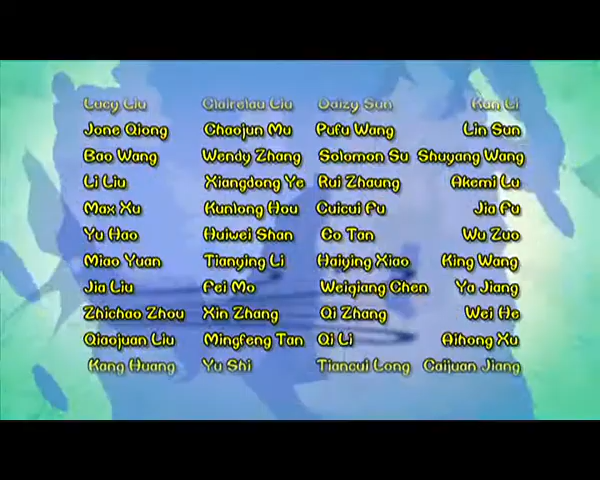 Lucy Liu Clairelau Liu Daizy Sun Kan Li
Jone Qiong Chaojun Mu Pufu Wang Lin Sun
Bao Wang Wendy Zhang Solomon Su Shuyang Wang
Li Liu Xiangdong Ye Rui Zhaung Akemi Lu
Max Xu Kunlong Hou Cuicui Fu Jia Fu
Yu Hao Huiwei Shan Co Tan Wu Zuo
Miao Yuan Tianying Li Haiying Xiao King Wang
Jia Liu Fei Mo Weiqiang Chen Ya Jiang
Zhichao Zhou Xin Zhang Qi Zhang Wei He
Qiaojuan Liu Mingfeng Tan Qi Li Aihong Xu
Kang Huang Yu Shi Tiancui Long Caijuan Jiang